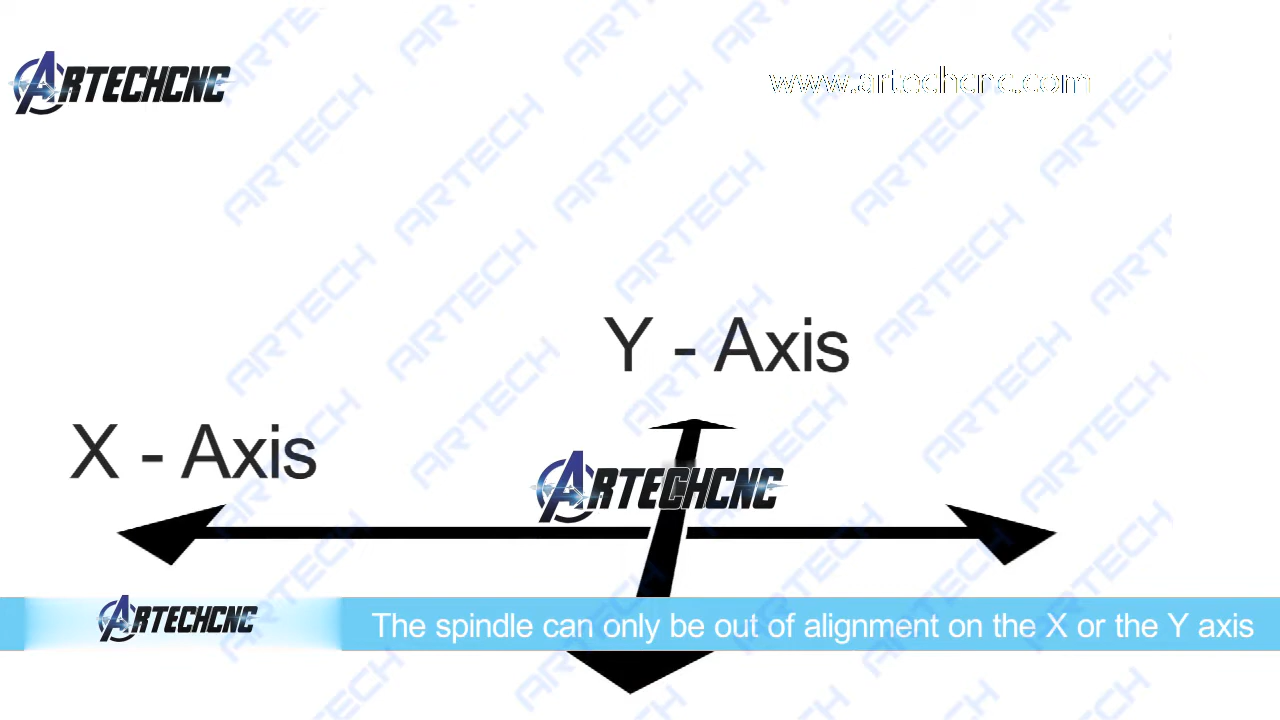 ARTECHCNC
www.artechcnc.com
Y - Axis
X - Axis
ARTECHCNC
ARTECHCNC
The spindle can only be out of alignment on the X or the Y axis
ARTECH